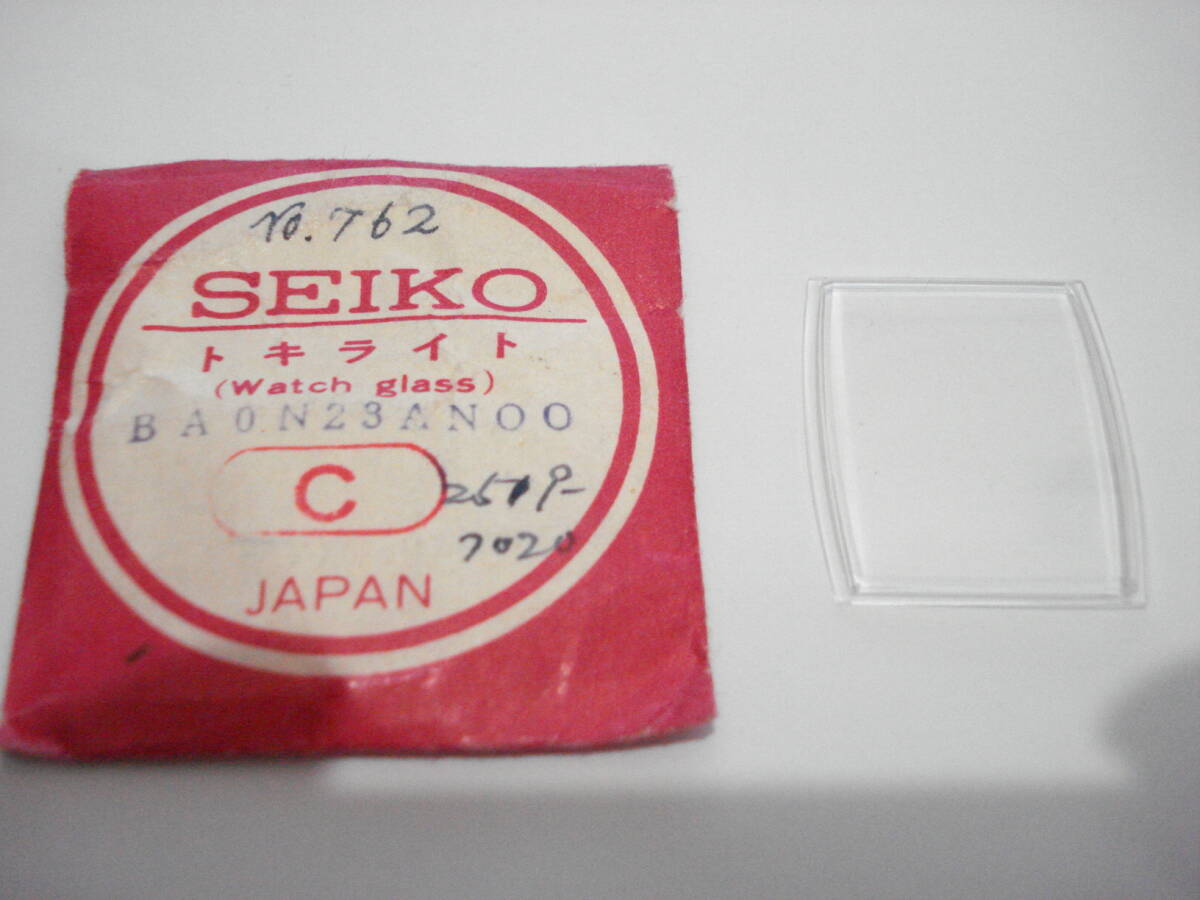 No. 762
SEIKO
トキライト
(Watch glass)
BA0N23AN00
C
2519-
7020
JAPAN